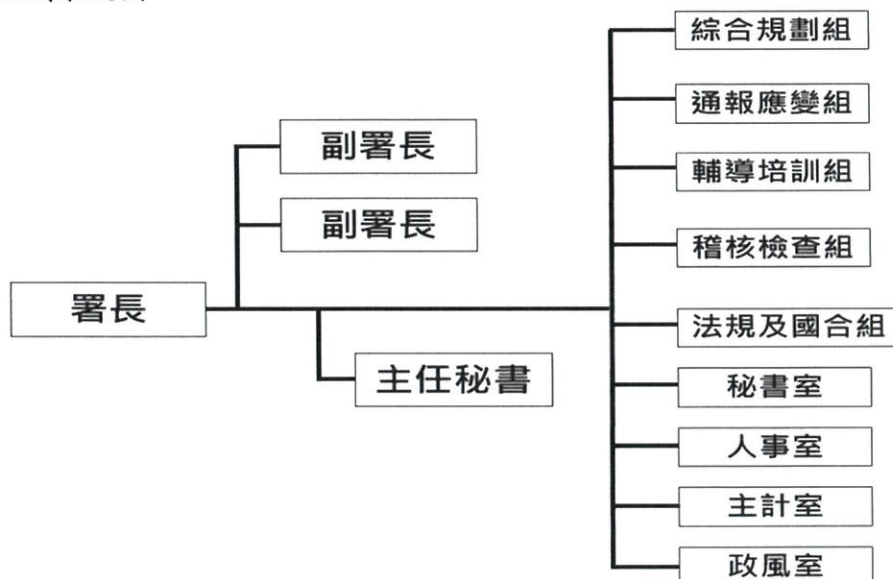 綜合規劃組
通報應變組
副署長
輔導培訓組
副署長
稽核檢查組
署長
法規及國合組
主任秘書
秘書室
人事室
主計室
政風室